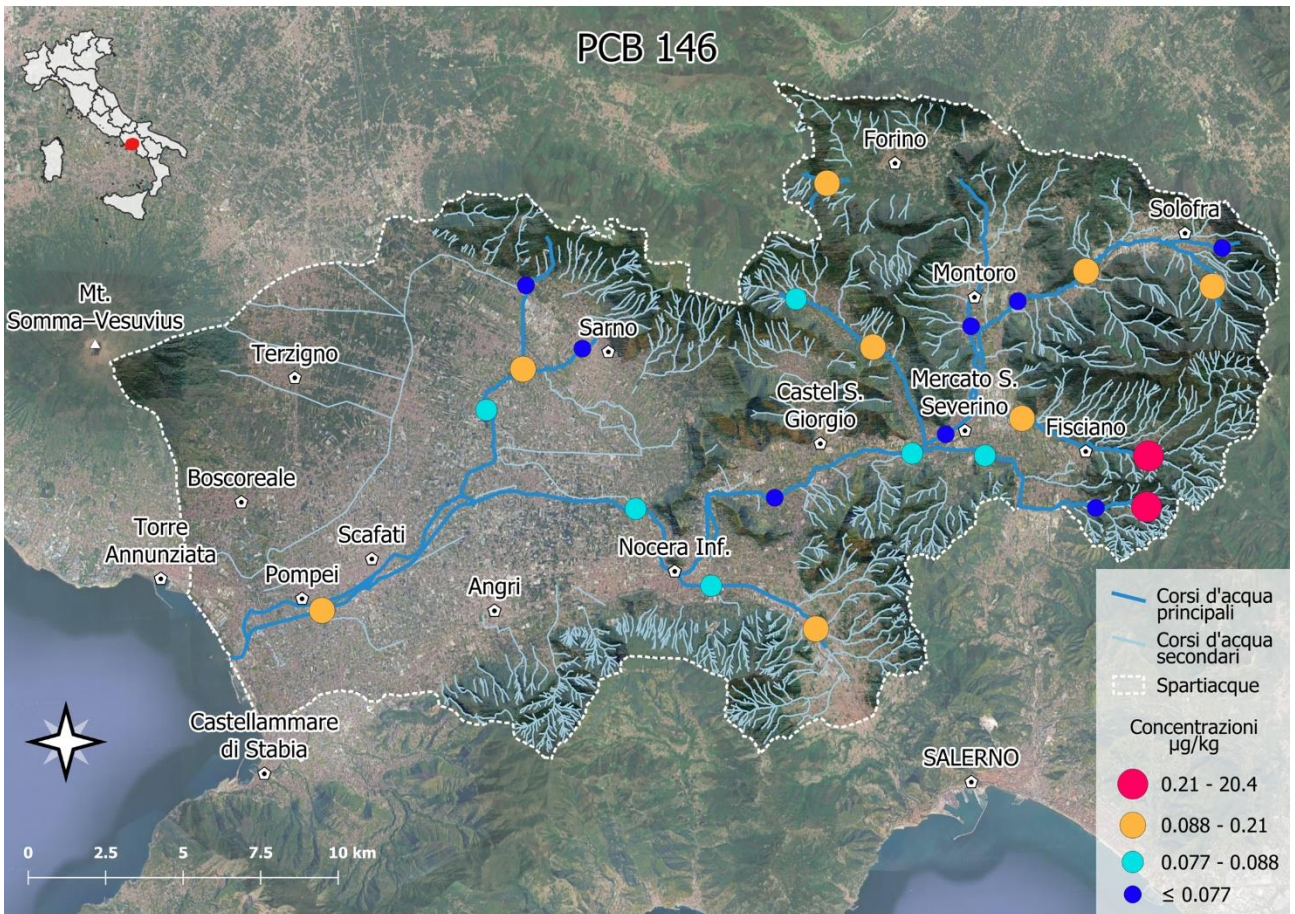 PCB 146
Forino
Solofra
Montoro
Mt.
Somma–Vesuvius
Sarno
Terzigno
Castel S.
Giorgio
Mercato S.
Severino
Fisciano
Boscoreale
Torre
Annunziata
Scafati
Nocera Inf.
Pompei
Angri
Castellammare
di Stabia
SALERNO
0 2.5 5 7.5 10 km
Corsi d'acqua
principali
Corsi d'acqua
secondari
Spartiacque
Concentrazioni
µg/kg
0.21 - 20.4
0.088 - 0.21
0.077 - 0.088
≤ 0.077